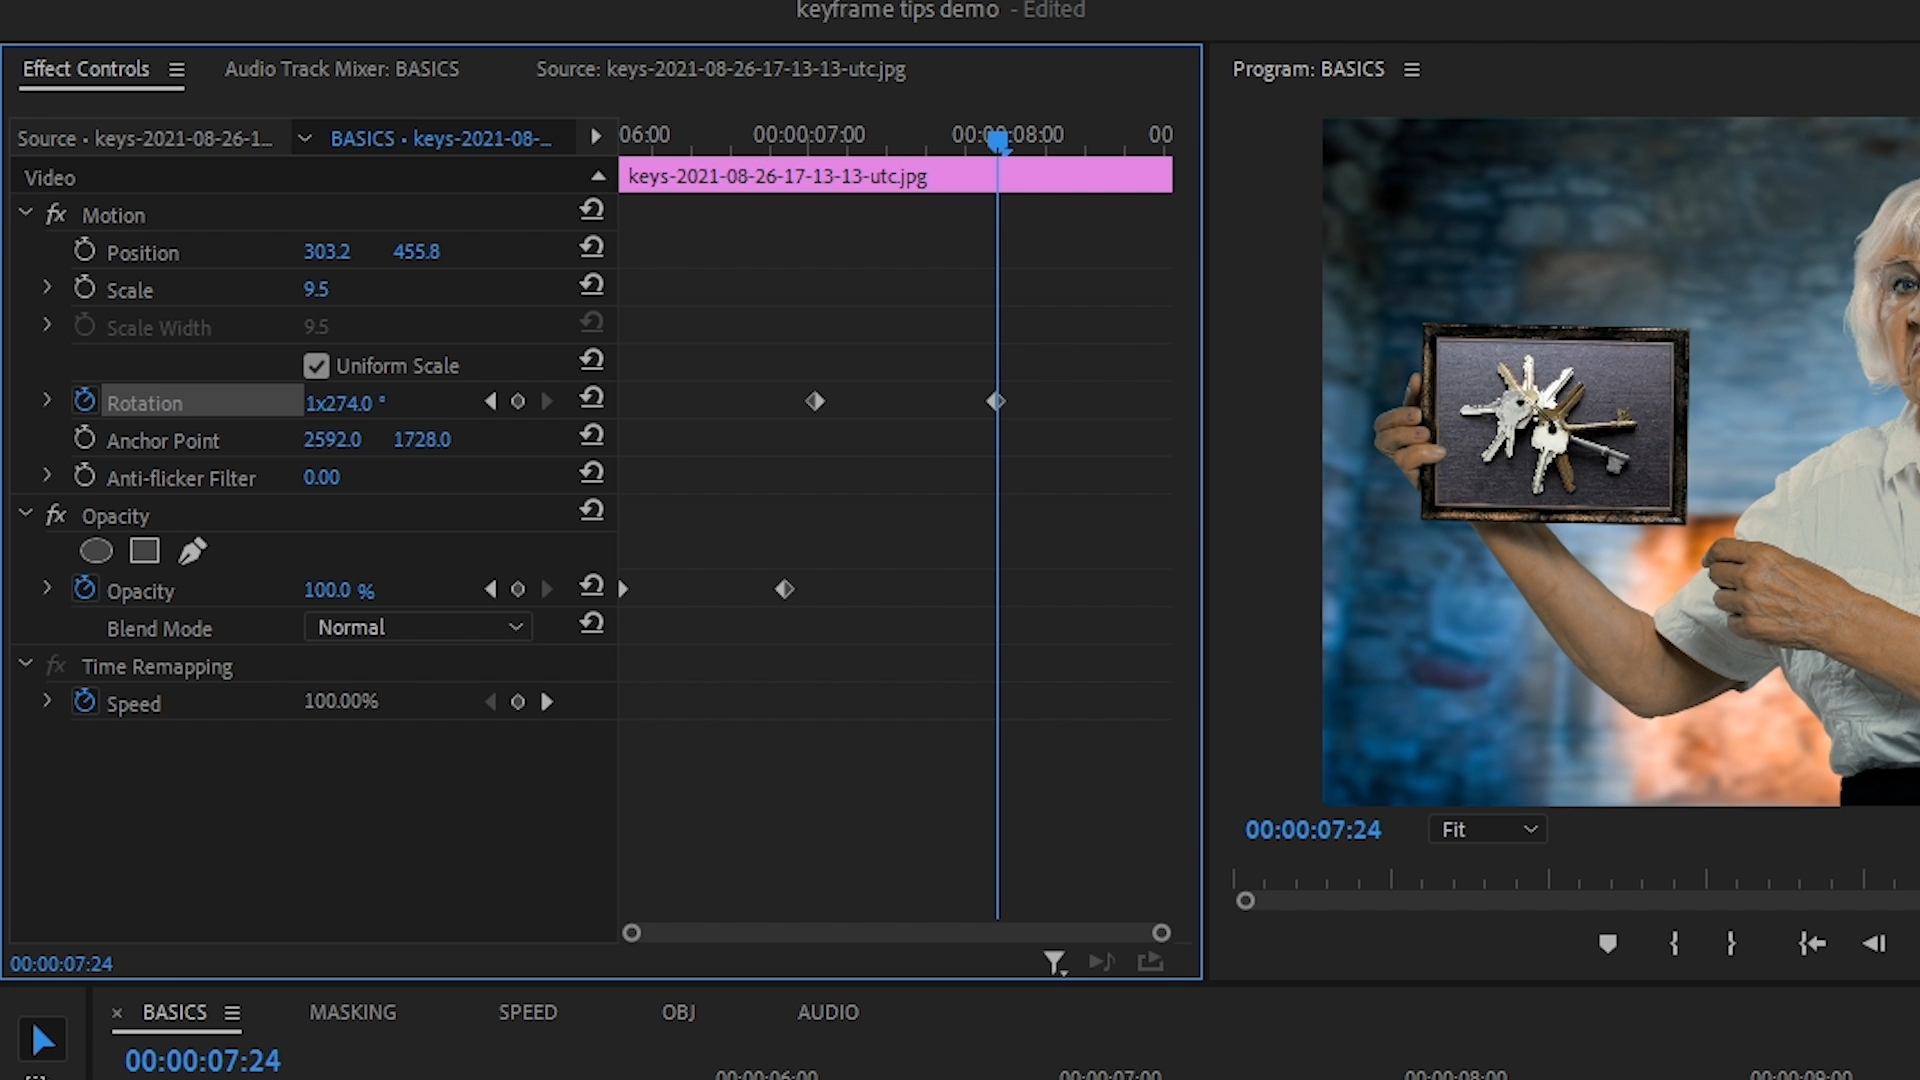 keyframe tips demo - Edited
Effect Controls
Audio Track Mixer: BASICS
Source: keys-2021-08-26-17-13-13-utc.jpg
Program: BASICS
Source · keys-2021-08-26-1...
BASICS · keys-2021-08-...
06:00
00:00:07:00
00:00:08:00
00
Video
keys-2021-08-26-17-13-13-utc.jpg
fx Motion
Position 303.2 455.8
Scale 9.5
Scale Width 9.5
Uniform Scale
Rotation 1x274.0 °
Anchor Point 2592.0 1728.0
Anti-flicker Filter 0.00
fx Opacity
Opacity 100.0 %
Blend Mode Normal
fx Time Remapping
Speed 100.00%
00:00:07:24
Fit
00:00:07:24
× BASICS
MASKING
SPEED
OBJ
AUDIO
00:00:07:24
00:00:06:00
00:00:07:00
00:00:08:00
00:00:09:00